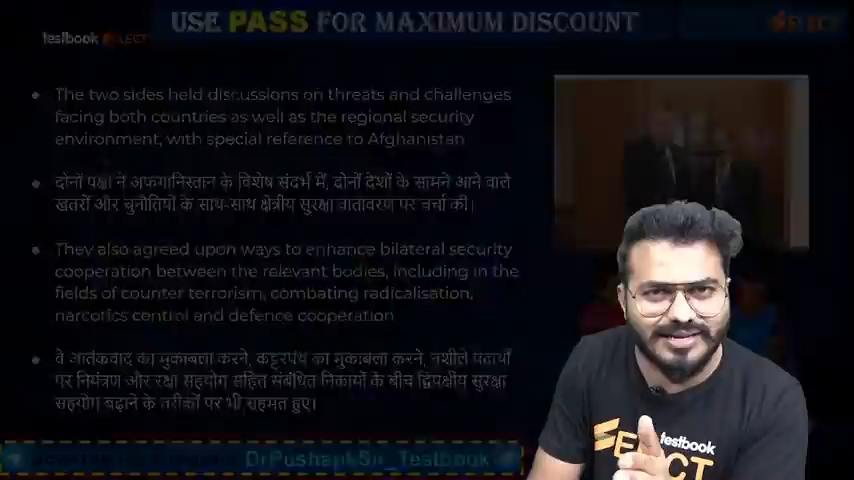 USE PASS FOR MAXIMUM DISCOUNT
testbook
The two sides held discussions on threats and challenges
facing both countries as well as the regional security
environment, with special reference to Afghanistan
दोनों पक्षों ने अफगानिस्तान के विशेष संदर्भ में, दोनों देशों के सामने आने वाले
खतरों और चुनौतियों के साथ-साथ क्षेत्रीय सुरक्षा वातावरण पर चर्चा की।
They also agreed upon ways to enhance bilateral security
cooperation between the relevant bodies, including in the
fields of counter terrorism, combating radicalisation,
narcotics control and defence cooperation
वे आतंकवाद का मुकाबला करने, कट्टरपंथ का मुकाबला करने, नशीले पदार्थों
पर नियंत्रण और रक्षा सहयोग सहित संबंधित निकायों के बीच द्विपक्षीय सुरक्षा
सहयोग बढ़ाने के तरीकों पर भी सहमत हुए।
testbook
DrPushapkSir_Testbook